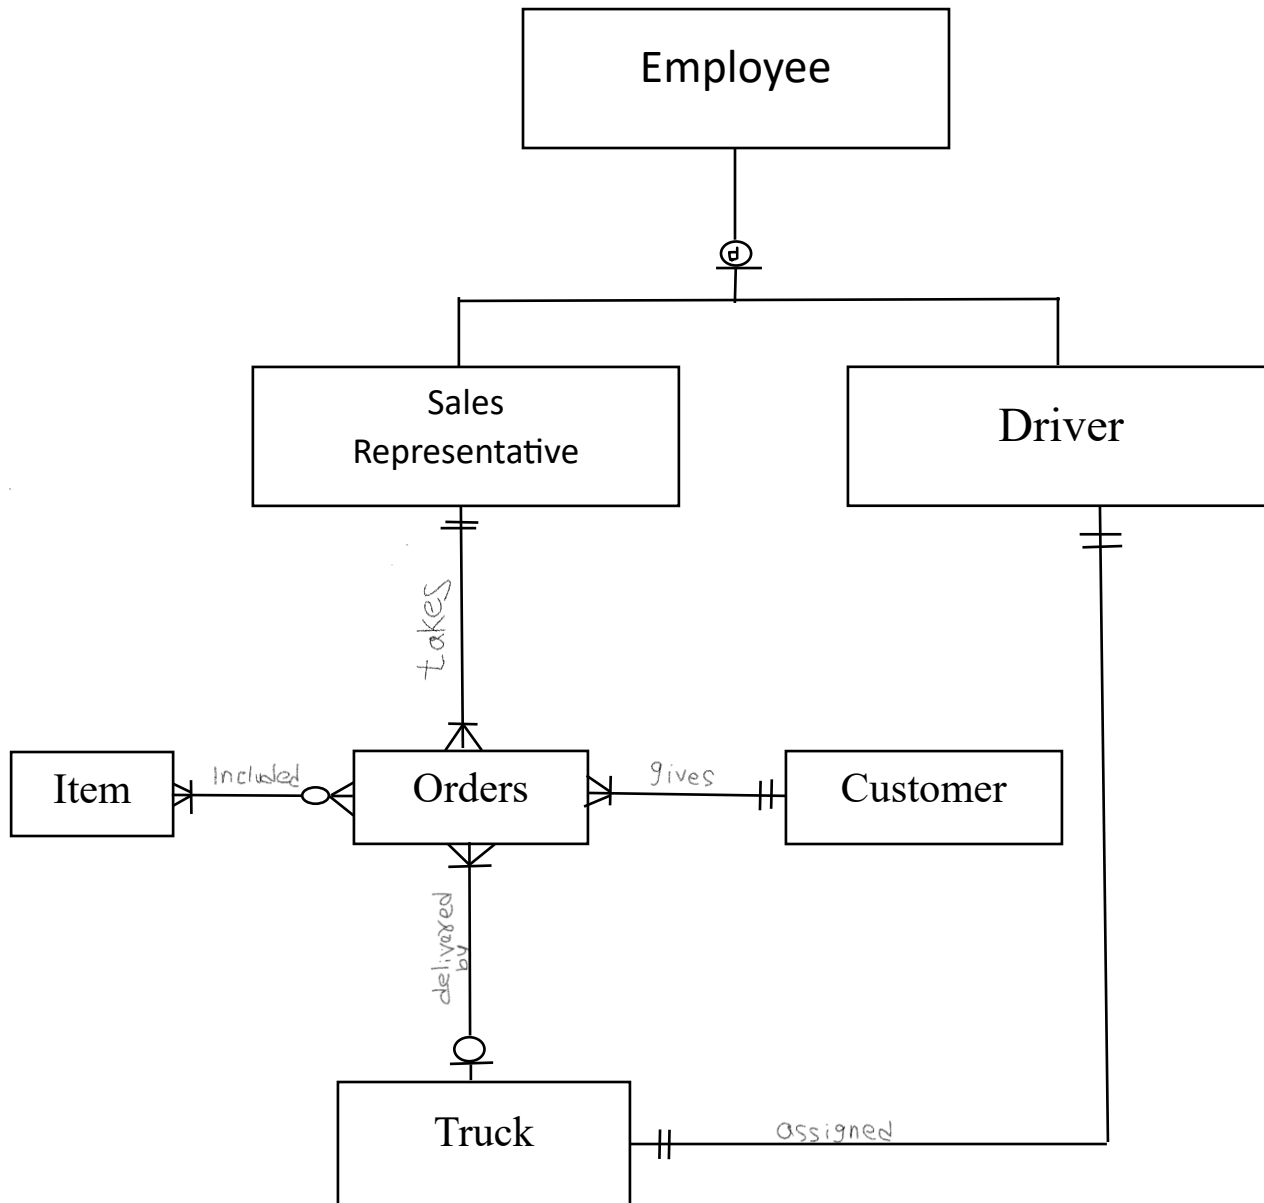 Employee
d
Sales
Representative
Driver
takes
Item
Included
Orders
gives
Customer
delivered
by
Truck
assigned